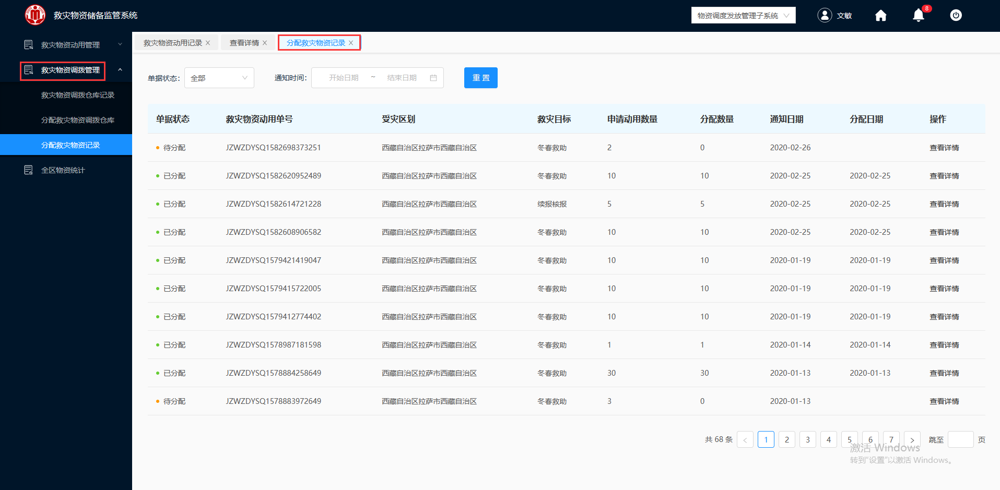 救灾物资储备监管系统
物资调度发放管理子系统
文敏
8
救灾物资动用管理
救灾物资调拨管理
救灾物资调拨仓库记录
分配救灾物资调拨仓库
分配救灾物资记录
全区物资统计
救灾物资动用记录 查看详情 分配救灾物资记录
单据状态: 全部 通知时间: 开始日期 ~ 结束日期 重 置
单据状态 救灾物资动用单号 受灾区划 救灾目标 申请动用数量 分配数量 通知日期 分配日期 操作
待分配 JZWZDYSQ1582698373251 西藏自治区拉萨市西藏自治区 冬春救助 2 0 2020-02-26 查看详情
已分配 JZWZDYSQ1582620952489 西藏自治区拉萨市西藏自治区 冬春救助 10 10 2020-02-25 2020-02-25 查看详情
已分配 JZWZDYSQ1582614721228 西藏自治区拉萨市西藏自治区 续报核报 5 5 2020-02-25 2020-02-25 查看详情
已分配 JZWZDYSQ1582608906582 西藏自治区拉萨市西藏自治区 冬春救助 10 10 2020-02-25 2020-02-25 查看详情
已分配 JZWZDYSQ1579421419047 西藏自治区拉萨市西藏自治区 冬春救助 10 10 2020-01-19 2020-01-19 查看详情
已分配 JZWZDYSQ1579415722005 西藏自治区拉萨市西藏自治区 冬春救助 10 10 2020-01-19 2020-01-19 查看详情
已分配 JZWZDYSQ1579412774402 西藏自治区拉萨市西藏自治区 冬春救助 10 10 2020-01-19 2020-01-19 查看详情
已分配 JZWZDYSQ1578987181598 西藏自治区拉萨市西藏自治区 冬春救助 1 1 2020-01-14 2020-01-14 查看详情
已分配 JZWZDYSQ1578884258649 西藏自治区拉萨市西藏自治区 冬春救助 30 30 2020-01-13 2020-01-13 查看详情
待分配 JZWZDYSQ1578883972649 西藏自治区拉萨市西藏自治区 冬春救助 3 0 2020-01-13 查看详情
共 68 条 < 1 2 3 4 5 6 7 > 跳至 页
激活 Windows
转到"设置"以激活 Windows。